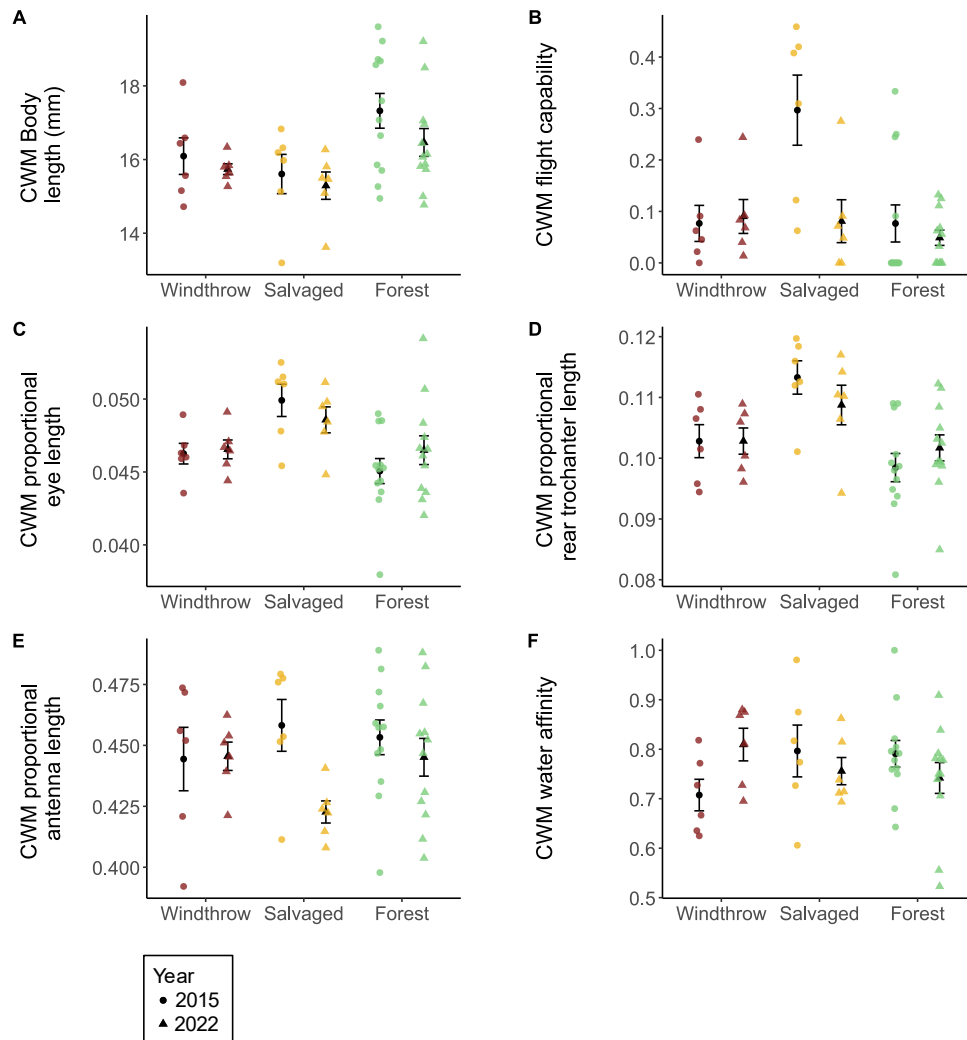 A
CWM Body
length (mm)
18
16
14
Windthrow Salvaged Forest
B
CWM flight capability
0.4
0.3
0.2
0.1
0.0
Windthrow Salvaged Forest
C
CWM proportional
eye length
0.050
0.045
0.040
Windthrow Salvaged Forest
D
CWM proportional
rear trochanter length
0.12
0.11
0.10
0.09
0.08
Windthrow Salvaged Forest
E
CWM proportional
antenna length
0.475
0.450
0.425
0.400
Windthrow Salvaged Forest
F
CWM water affinity
1.0
0.9
0.8
0.7
0.6
0.5
Windthrow Salvaged Forest
Year
2015
2022